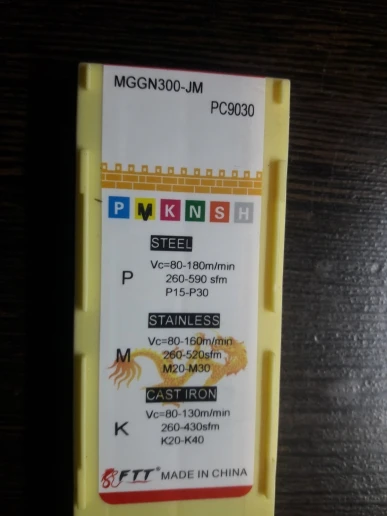 MGGN300-JM
PC9030
P M K N S H
STEEL
Vc=80-180m/min
P
260-590 sfm
P15-P30
STAINLESS
Vc=80-160m/min
M
260-520sfm
M20-M30
CAST IRON
Vc=80-130m/min
K
260-430sfm
K20-K40
FTT® MADE IN CHINA